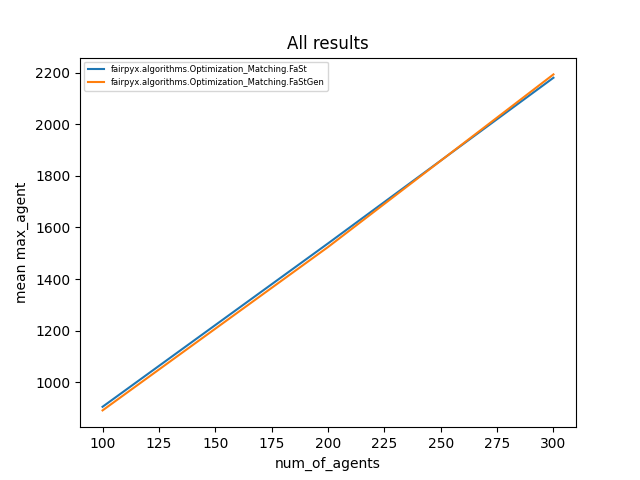 All results
fairpyx.algorithms.Optimization_Matching.FaSt
fairpyx.algorithms.Optimization_Matching.FaStGen
mean max_agent
2200
2000
1800
1600
1400
1200
1000
100 125 150 175 200 225 250 275 300
num_of_agents